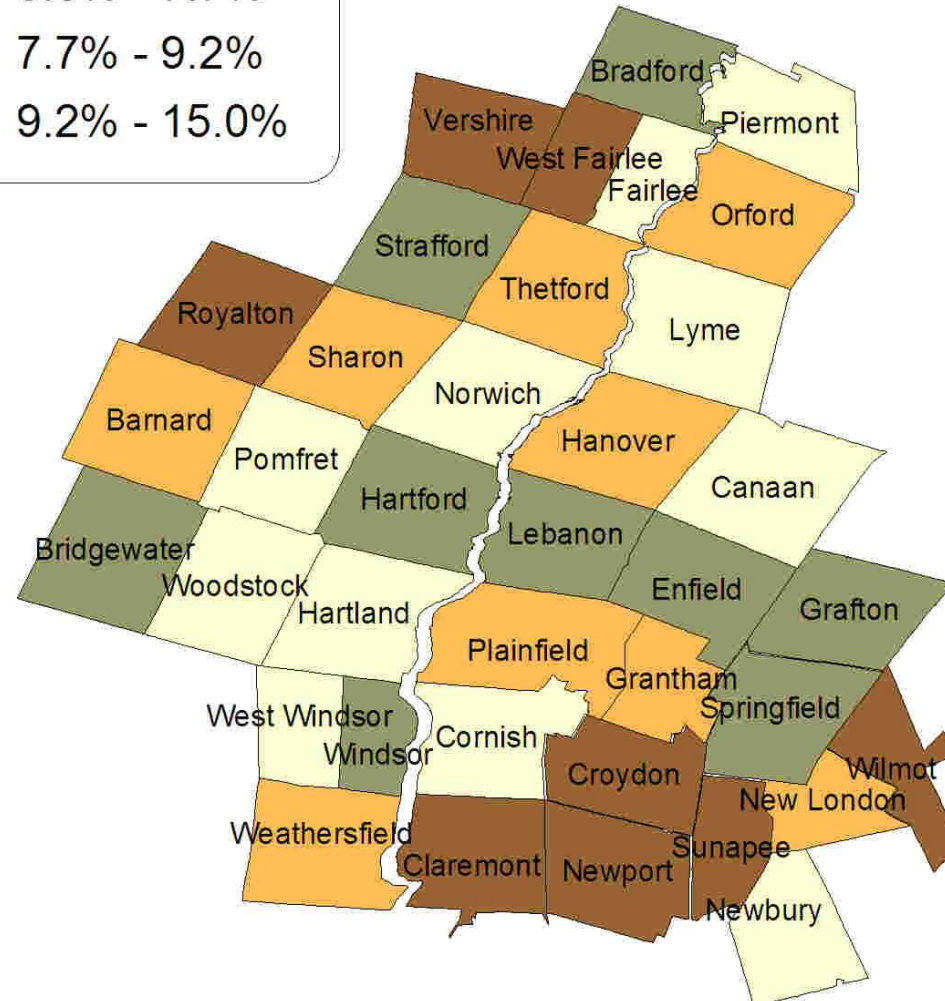 7.7% - 9.2%
9.2% - 15.0%
Bradford
Piermont
Vershire
West Fairlee
Fairlee
Orford
Strafford
Thetford
Royalton
Sharon
Lyme
Norwich
Barnard
Hanover
Pomfret
Canaan
Hartford
Lebanon
Bridgewater
Woodstock
Enfield
Hartland
Grafton
Plainfield
Grantham
Springfield
West Windsor
Cornish
Windsor
Croydon
Wilmot
New London
Weathersfield
Sunapee
Claremont
Newport
Newbury